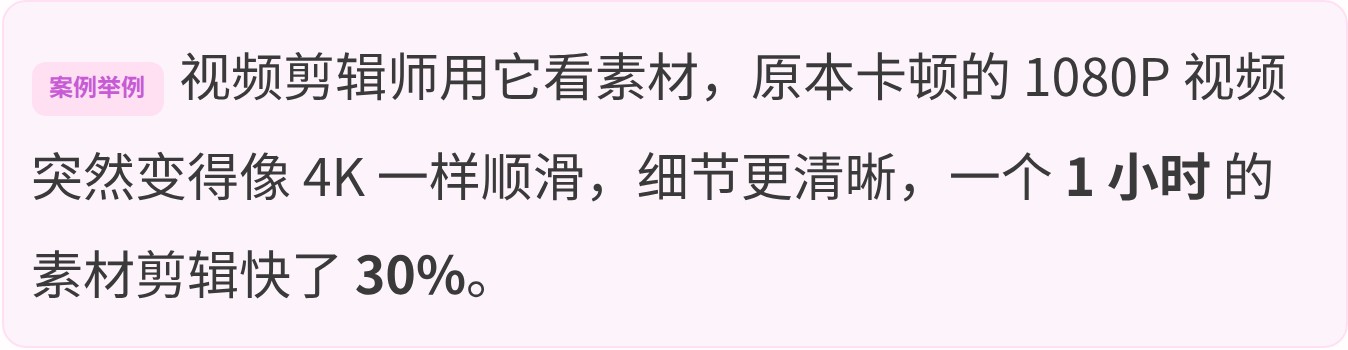 案例举例 视频剪辑师用它看素材，原本卡顿的 1080P 视频
突然变得像 4K 一样顺滑，细节更清晰，一个 1 小时 的
素材剪辑快了 30%。